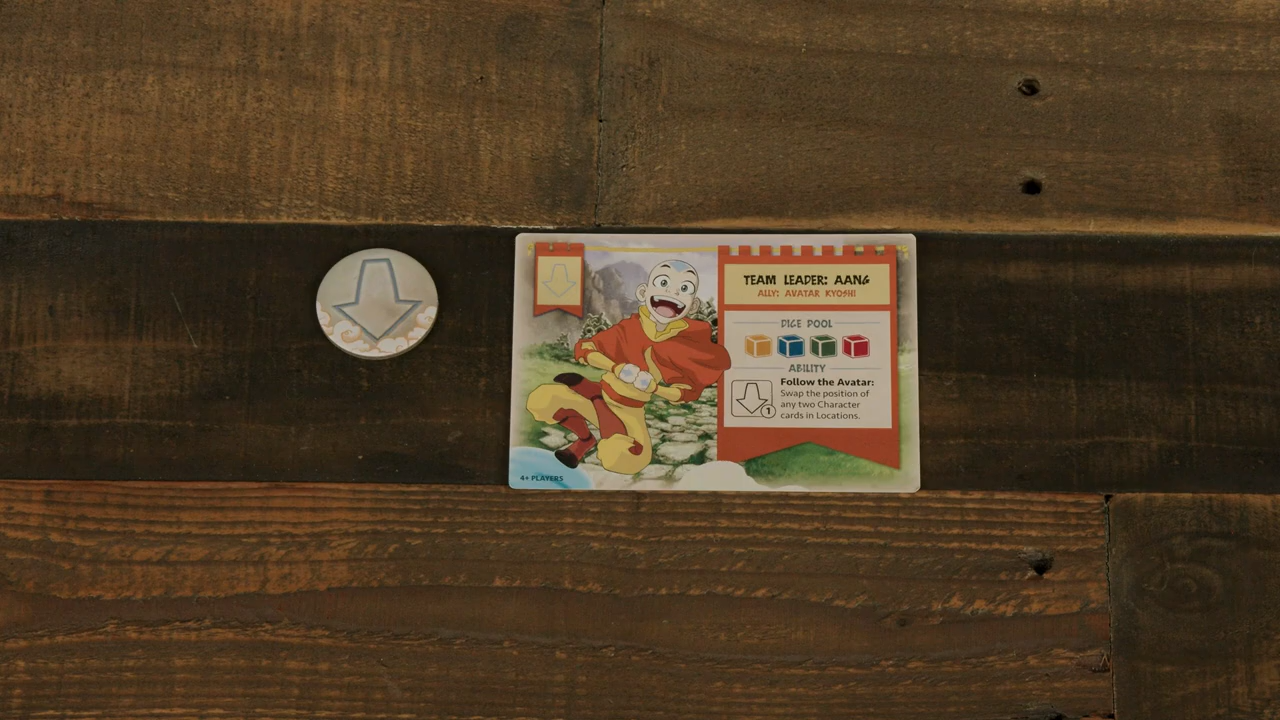 TEAM LEADER: AANG
ALLY: AVATAR KYOSHI
DICE POOL
ABILITY
Follow the Avatar:
Swap the position of
any two Character
cards in Locations.
1
4+ PLAYERS